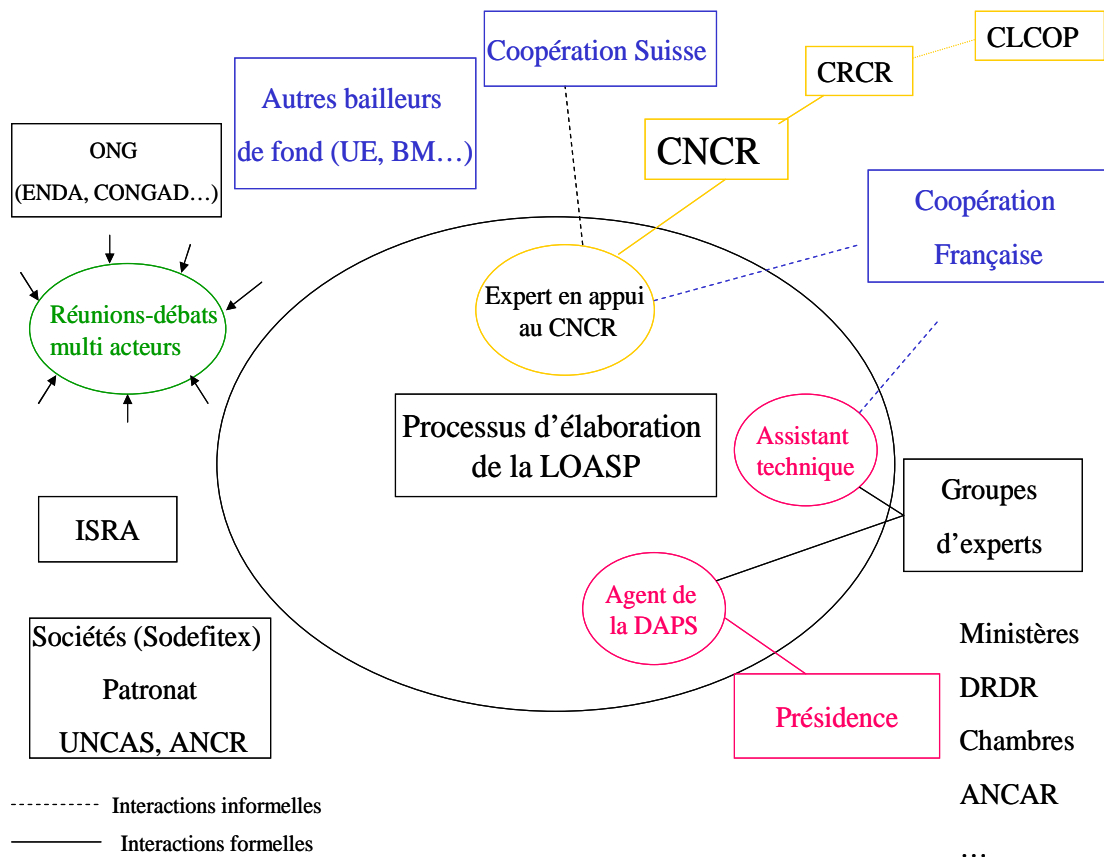 Coopération Suisse
CLCOP
CRCR
Autres bailleurs
de fond (UE, BM…)
CNCR
ONG
(ENDA, CONGAD…)
Coopération
Française
Expert en appui
au CNCR
Réunions-débats
multi acteurs
Processus d’élaboration
de la LOASP
Assistant
technique
Groupes
d’experts
ISRA
Agent de
la DAPS
Sociétés (Sodefitex)
Patronat
UNCAS, ANCR
Présidence
Ministères
DRDR
Chambres
ANCAR
…
Interactions informelles
Interactions formelles